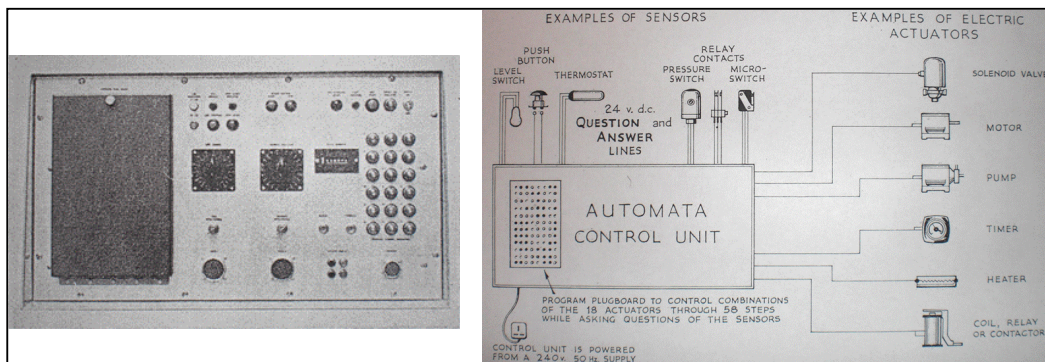 EXAMPLES OF SENSORS
EXAMPLES OF ELECTRIC
ACTUATORS
LEVEL
SWITCH
PUSH
BUTTON
THERMOSTAT
RELAY
CONTACTS
PRESSURE
SWITCH
MICRO-
SWITCH
24 v. d.c.
QUESTION and
ANSWER
LINES
SOLENOID VALVE
MOTOR
PUMP
TIMER
HEATER
COIL, RELAY
OR CONTACTOR
AUTOMATA
CONTROL UNIT
PROGRAM PLUGBOARD TO CONTROL COMBINATIONS
OF THE 18 ACTUATORS THROUGH 58 STEPS
WHILE ASKING QUESTIONS OF THE SENSORS
CONTROL UNIT IS POWERED
FROM A 240v. 50 Hz. SUPPLY